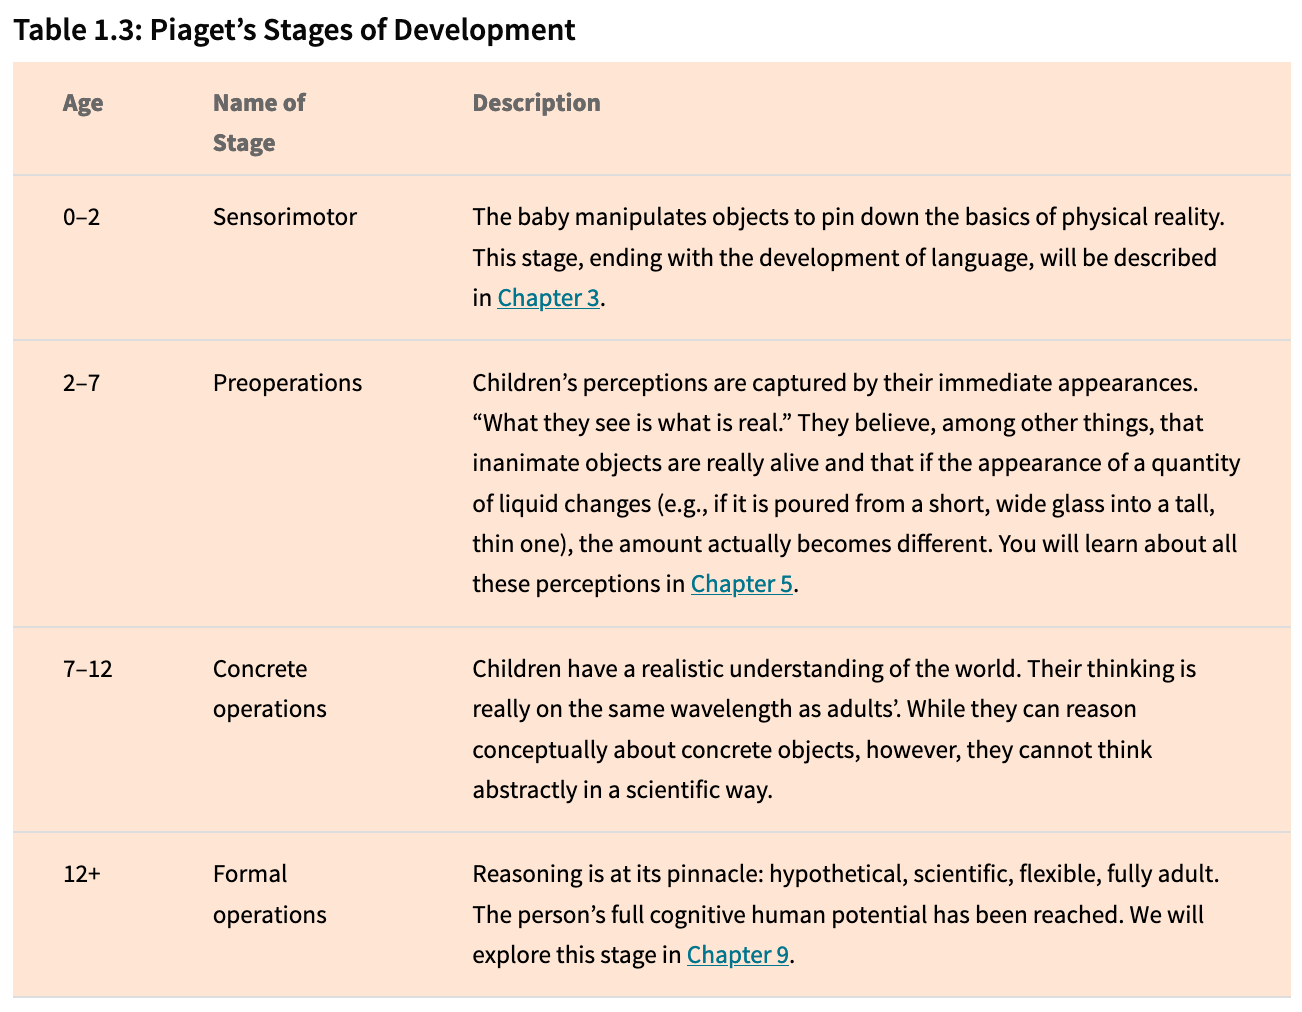 Table 1.3: Piaget’s Stages of Development
Age
Name of
Stage
Description
0–2
Sensorimotor
The baby manipulates objects to pin down the basics of physical reality.
This stage, ending with the development of language, will be described
in Chapter 3.
2–7
Preoperations
Children’s perceptions are captured by their immediate appearances.
“What they see is what is real.” They believe, among other things, that
inanimate objects are really alive and that if the appearance of a quantity
of liquid changes (e.g., if it is poured from a short, wide glass into a tall,
thin one), the amount actually becomes different. You will learn about all
these perceptions in Chapter 5.
7–12
Concrete
operations
Children have a realistic understanding of the world. Their thinking is
really on the same wavelength as adults’. While they can reason
conceptually about concrete objects, however, they cannot think
abstractly in a scientific way.
12+
Formal
operations
Reasoning is at its pinnacle: hypothetical, scientific, flexible, fully adult.
The person’s full cognitive human potential has been reached. We will
explore this stage in Chapter 9.